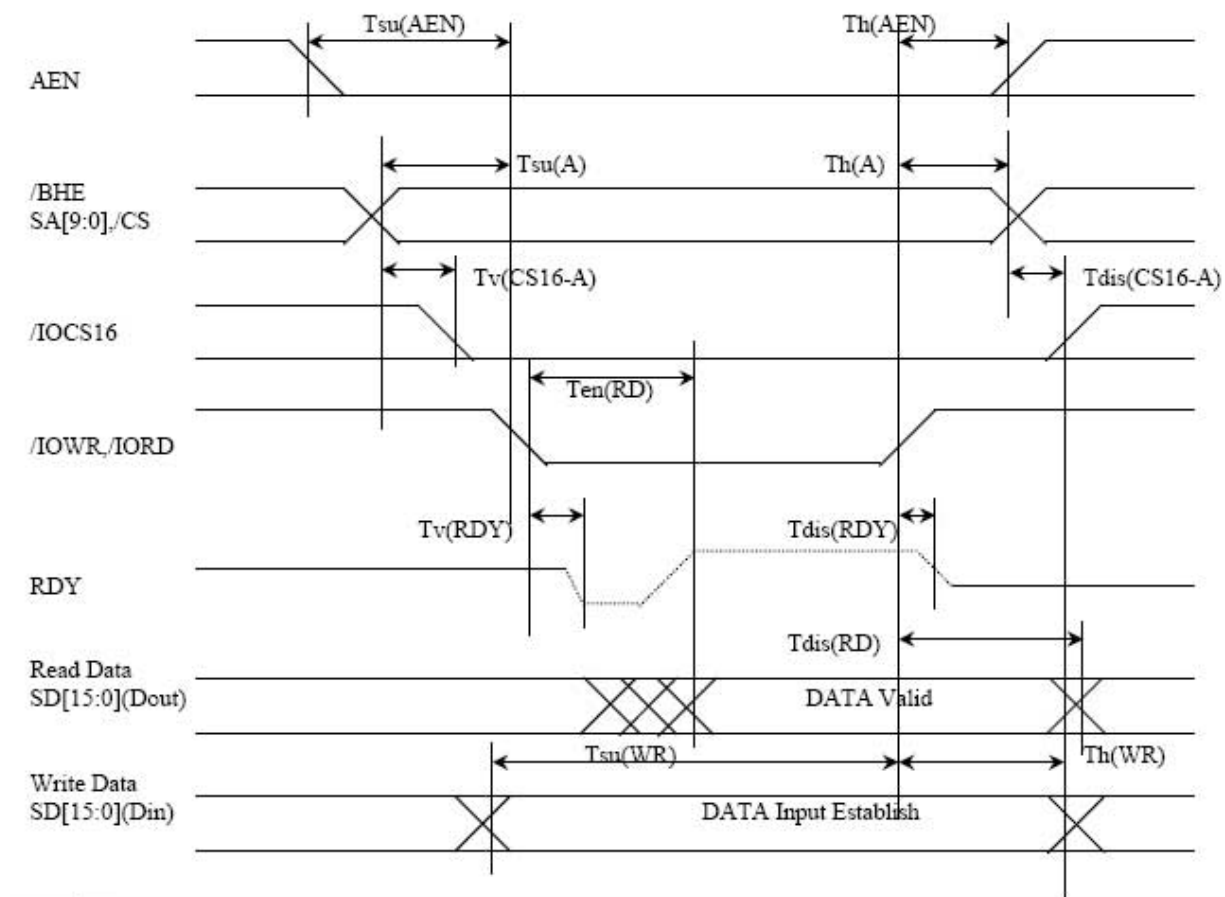 Tsu(AEN)
Th(AEN)
AEN
Tsu(A)
Th(A)
/BHE
SA[9:0],/CS
Tv(CS16-A)
Tdis(CS16-A)
/IOCS16
Ten(RD)
/IOWR,/IORD
Tv(RDY)
Tdis(RDY)
RDY
Tdis(RD)
Read Data
SD[15:0](Dout)
DATA Valid
Tsu(WR)
Th(WR)
Write Data
SD[15:0](Din)
DATA Input Establish